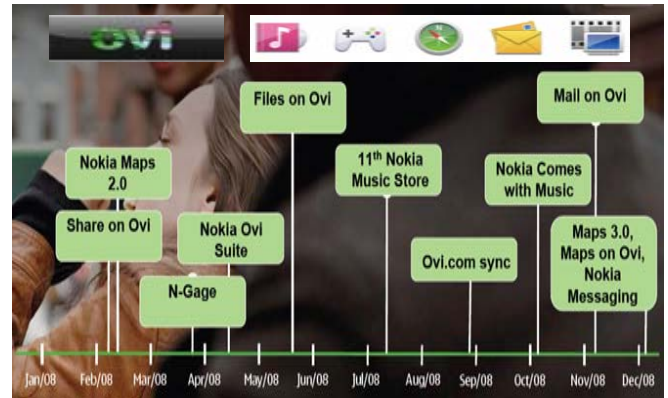 ovi
Files on Ovi
Mail on Ovi
Nokia Maps
2.0
11th Nokia
Music Store
Nokia Comes
with Music
Share on Ovi
Nokia Ovi
Suite
Maps 3.0,
Maps on Ovi,
Nokia
Messaging
Ovi.com sync
N-Gage
Jan/08 Feb/08 Mar/08 Apr/08 May/08 Jun/08 Jul/08 Aug/08 Sep/08 Oct/08 Nov/08 Dec/08